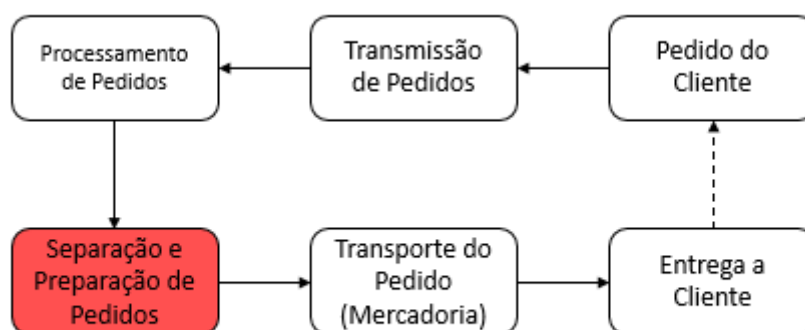 Processamento
de Pedidos
Transmissão
de Pedidos
Pedido do
Cliente
Separação e
Preparação de
Pedidos
Transporte do
Pedido
(Mercadoria)
Entrega a
Cliente